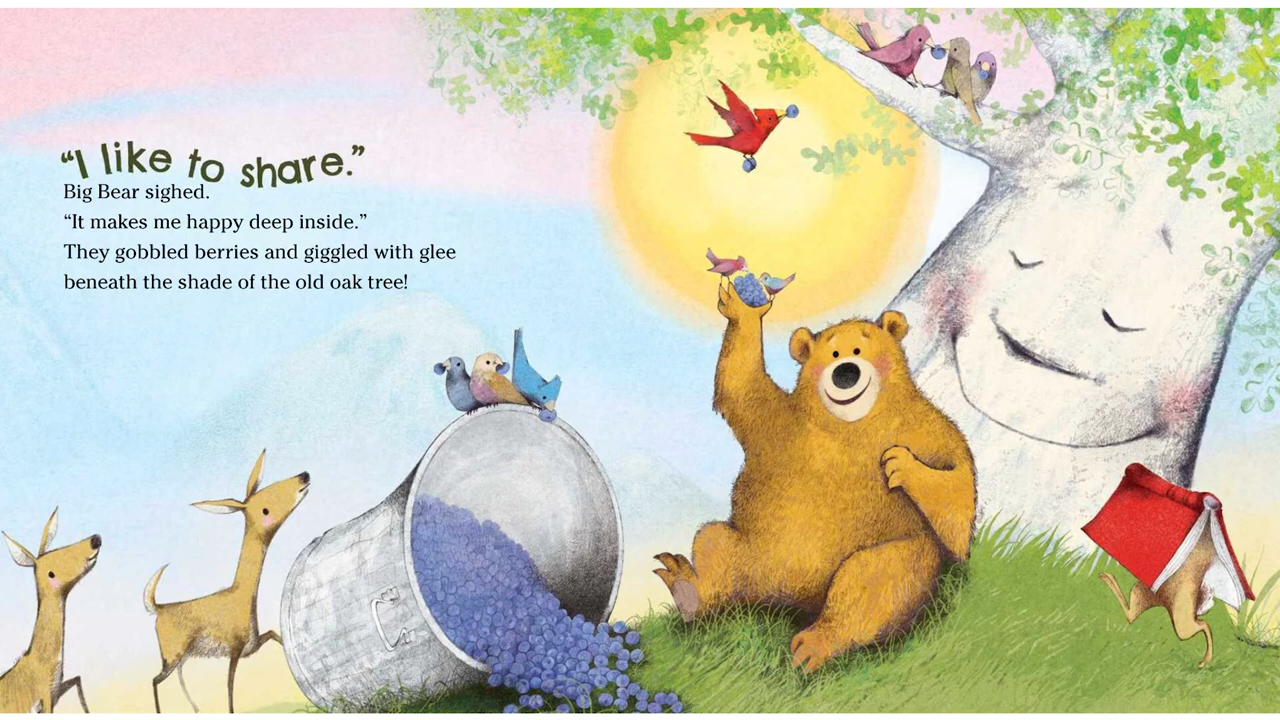 “I like to share.”
Big Bear sighed.
“It makes me happy deep inside.”
They gobbled berries and giggled with glee
beneath the shade of the old oak tree!